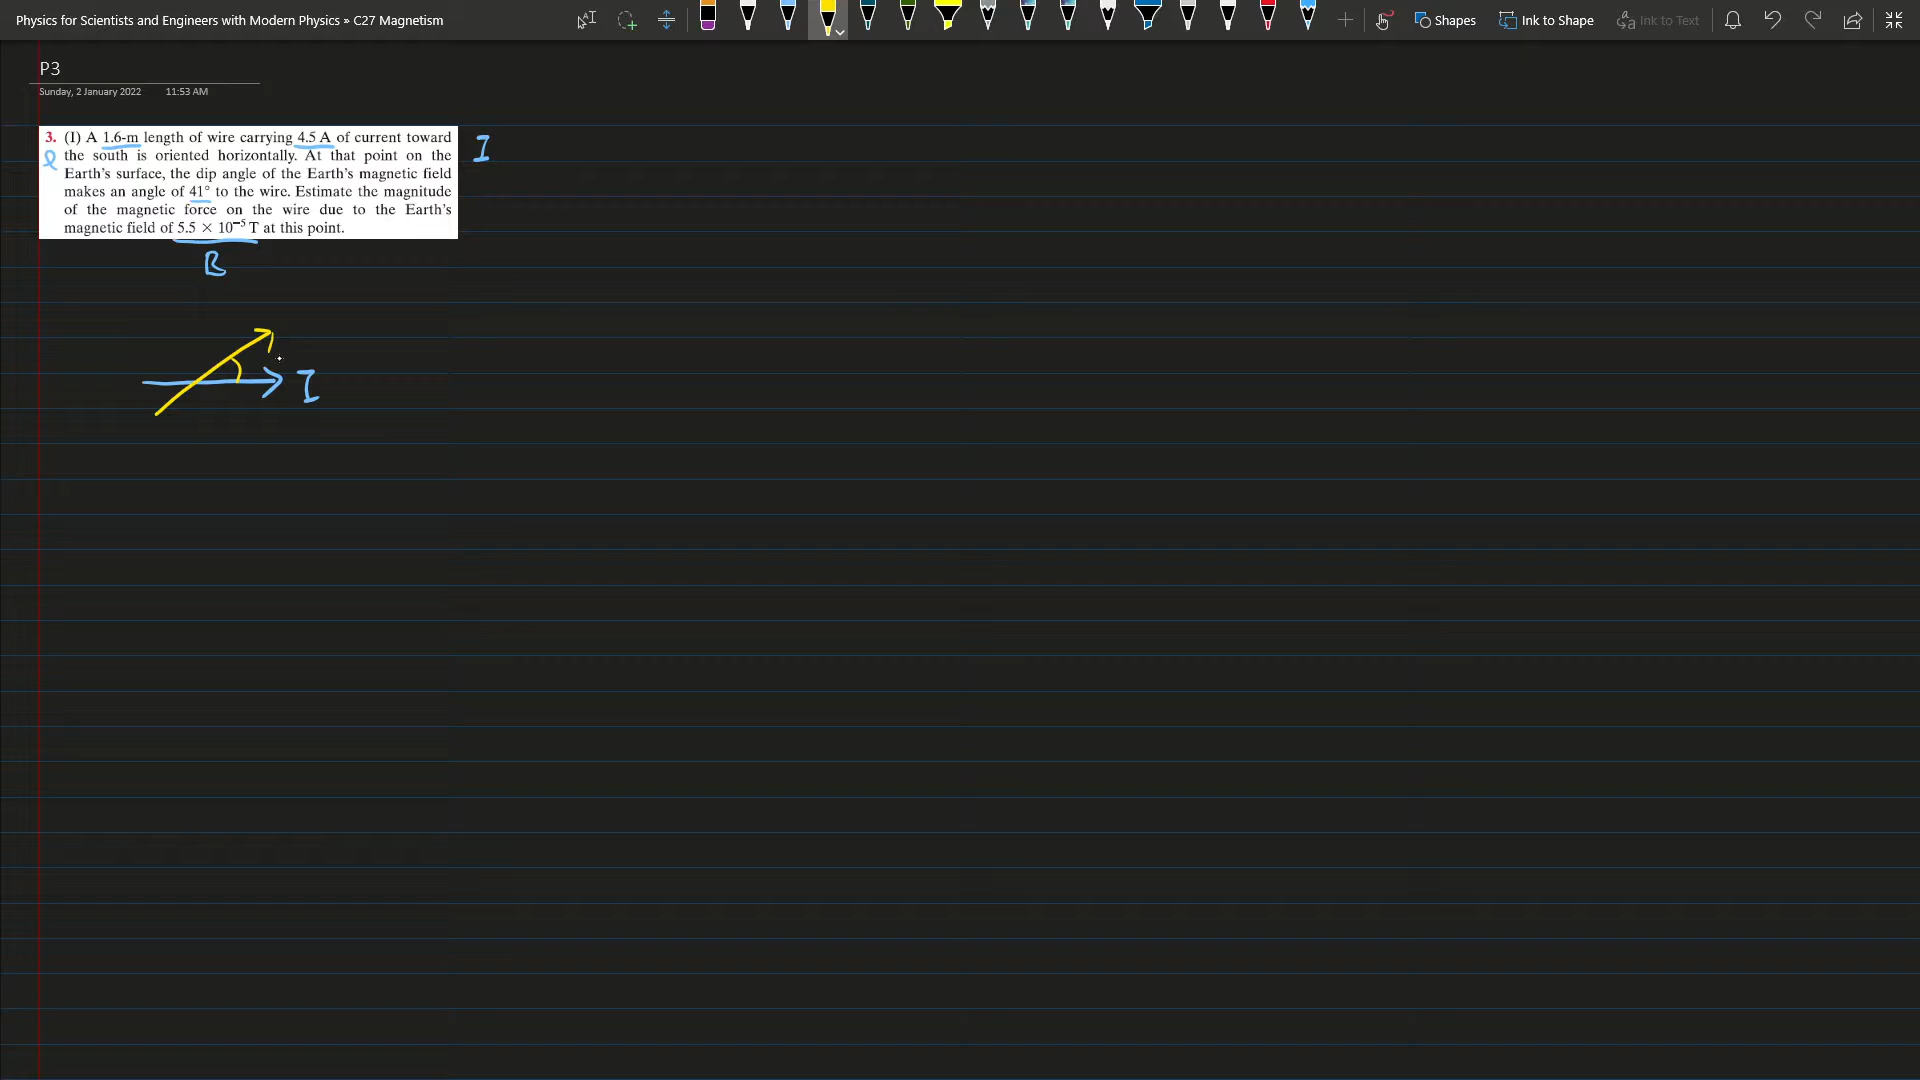 Physics for Scientists and Engineers with Modern Physics » C27 Magnetism
Shapes
Ink to Shape
Ink to Text
P3
Sunday, 2 January 2022 11:53 AM
3. (I) A 1.6-m length of wire carrying 4.5 A of current toward
the south is oriented horizontally. At that point on the
Earth's surface, the dip angle of the Earth's magnetic field
makes an angle of 41° to the wire. Estimate the magnitude
of the magnetic force on the wire due to the Earth's
magnetic field of 5.5 × 10⁻⁵ T at this point.
I
ℓ
B
I